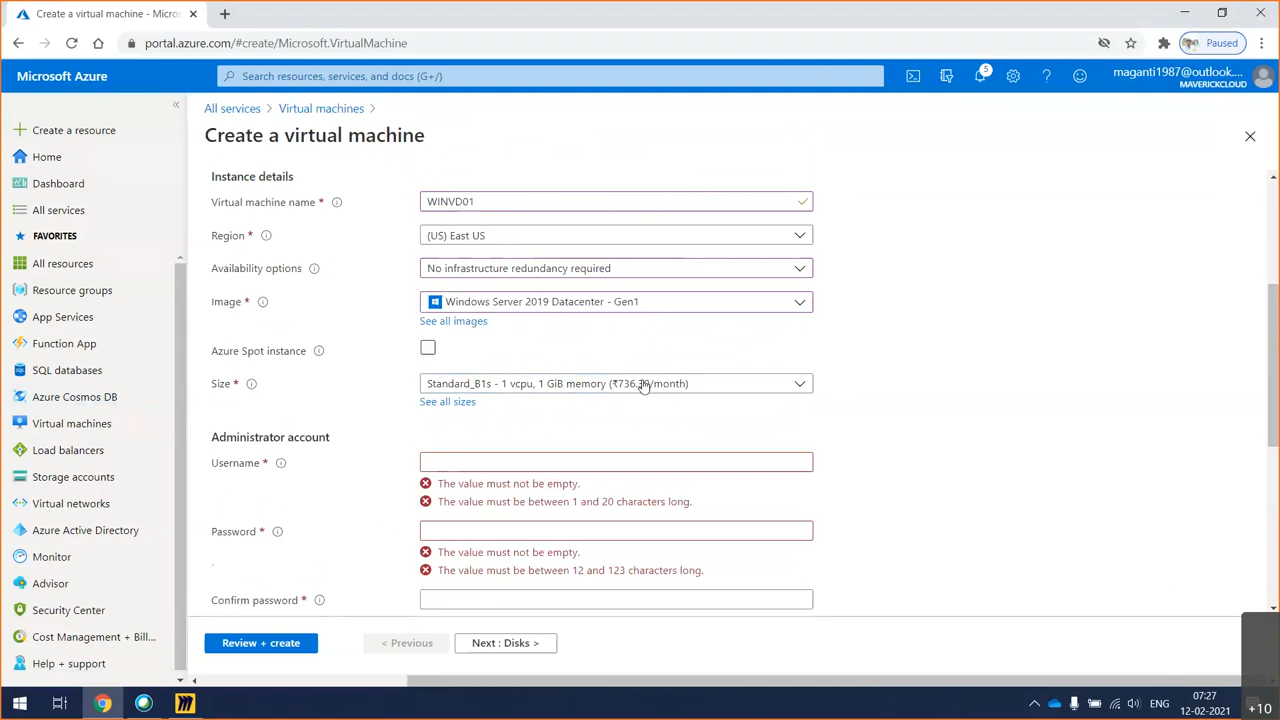 Create a virtual machine - Micros
portal.azure.com/#create/Microsoft.VirtualMachine
Paused
Microsoft Azure
Search resources, services, and docs (G+/)
5
maganti1987@outlook....
MAVERICKCLOUD
All services > Virtual machines >
Create a virtual machine
Create a resource
Home
Dashboard
All services
FAVORITES
All resources
Resource groups
App Services
Function App
SQL databases
Azure Cosmos DB
Virtual machines
Load balancers
Storage accounts
Virtual networks
Azure Active Directory
Monitor
Advisor
Security Center
Cost Management + Bill...
Help + support
Instance details
Virtual machine name *
WINVD01
Region *
(US) East US
Availability options
No infrastructure redundancy required
Image *
Windows Server 2019 Datacenter - Gen1
See all images
Azure Spot instance
Size *
Standard_B1s - 1 vcpu, 1 GiB memory /month)
See all sizes
Administrator account
Username *
The value must not be empty.
The value must be between 1 and 20 characters long.
Password *
The value must not be empty.
The value must be between 12 and 123 characters long.
Confirm password *
Review + create
< Previous
Next : Disks >
ENG
07:27
12-02-2021
+10